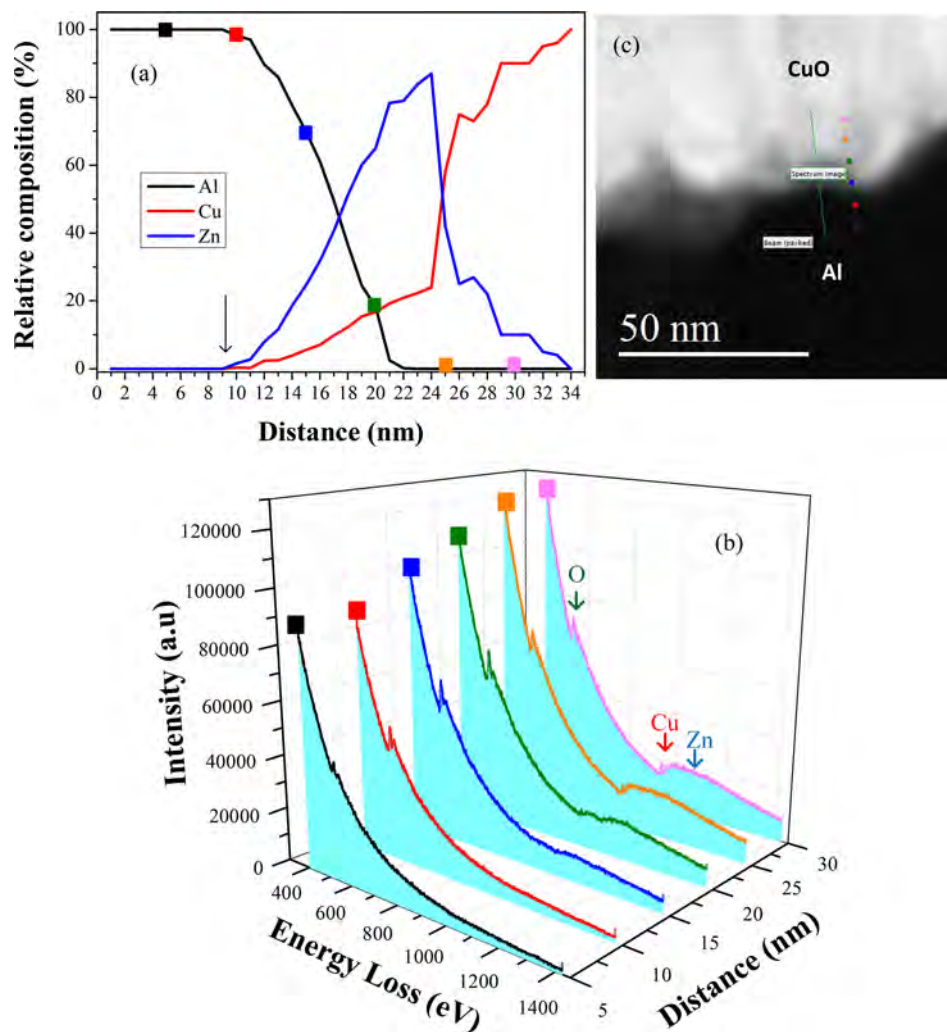 (a)
Relative composition (%)
100
80
60
40
20
0
Al
Cu
Zn
0 2 4 6 8 10 12 14 16 18 20 22 24 26 28 30 32 34
Distance (nm)
(c)
CuO
Spectrum Image
Beam (parked)
Al
50 nm
(b)
Intensity (a.u)
120000
100000
80000
60000
40000
20000
0
O
Cu
Zn
400 600 800 1000 1200 1400
Energy Loss (eV)
5 10 15 20 25 30
Distance (nm)